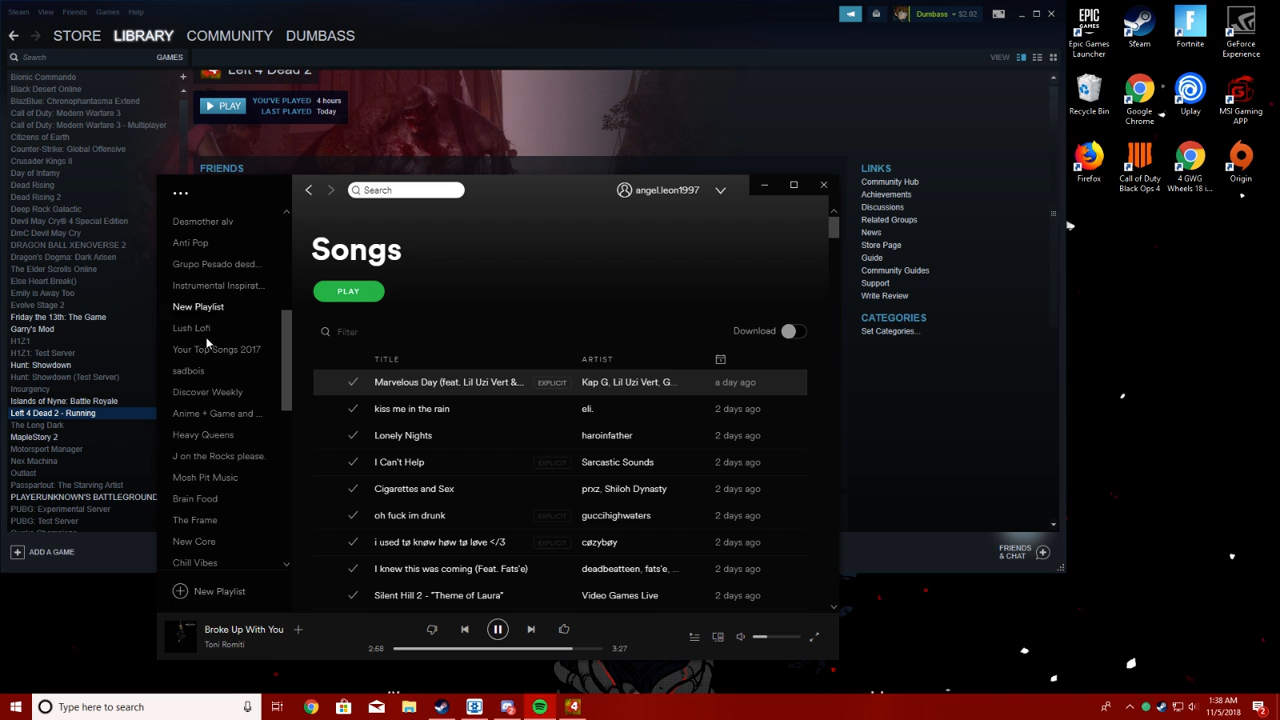 Steam View Friends Games Help
Dumbass $2.02
STORE LIBRARY COMMUNITY DUMBASS
Search GAMES
VIEW
Bionic Commando
Black Desert Online
BlazBlue: Chronophantasma Extend
Call of Duty: Modern Warfare 3
Call of Duty: Modern Warfare 3 - Multiplayer
Citizens of Earth
Counter-Strike: Global Offensive
Crusader Kings II
Day of Infamy
Dead Rising
Dead Rising 2
Deep Rock Galactic
Devil May Cry® 4 Special Edition
DmC Devil May Cry
DRAGON BALL XENOVERSE 2
Dragon's Dogma: Dark Arisen
The Elder Scrolls Online
Else Heart.Break()
Emily is Away Too
Evolve Stage 2
Friday the 13th: The Game
Garry's Mod
H1Z1
H1Z1: Test Server
Hunt: Showdown
Hunt: Showdown (Test Server)
Insurgency
Islands of Nyne: Battle Royale
Left 4 Dead 2 - Running
The Long Dark
MapleStory 2
Motorsport Manager
Nex Machina
Outlast
Passpartout: The Starving Artist
PLAYERUNKNOWN'S BATTLEGROUND
PUBG: Experimental Server
PUBG: Test Server
ADD A GAME
Left 4 Dead 2
PLAY
YOU'VE PLAYED 4 hours
LAST PLAYED Today
FRIENDS
LINKS
Community Hub
Achievements
Discussions
Related Groups
News
Store Page
Guide
Community Guides
Support
Write Review
CATEGORIES
Set Categories...
FRIENDS
& CHAT
Search
angel.leon1997
Desmother alv
Anti Pop
Grupo Pesado desd...
Instrumental Inspirat...
New Playlist
Lush Lofi
Your Top Songs 2017
sadbois
Discover Weekly
Anime + Game and ...
Heavy Queens
J on the Rocks please.
Mosh Pit Music
Brain Food
The Frame
New Core
Chill Vibes
New Playlist
Songs
PLAY
Filter
Download
TITLE ARTIST
Marvelous Day (feat. Lil Uzi Vert &... EXPLICIT Kap G, Lil Uzi Vert, G... a day ago
kiss me in the rain eli. 2 days ago
Lonely Nights haroinfather 2 days ago
I Can't Help EXPLICIT Sarcastic Sounds 2 days ago
Cigarettes and Sex prxz, Shiloh Dynasty 2 days ago
oh fuck im drunk EXPLICIT guccihighwaters 2 days ago
i used tø knøw høw tø løve </3 EXPLICIT cøzybøy 2 days ago
I knew this was coming (Feat. Fats'e) deadbeatteen, fats'e, ... 2 days ago
Silent Hill 2 - "Theme of Laura" Video Games Live 2 days ago
Broke Up With You
Toni Romiti
2:68 3:27
Epic Games Launcher
Steam
Fortnite
GeForce Experience
Recycle Bin
Google Chrome
Uplay
MSI Gaming APP
Firefox
Call of Duty Black Ops 4
4 GWG Wheels 18 i...
Origin
Type here to search
1:38 AM
11/5/2018
2